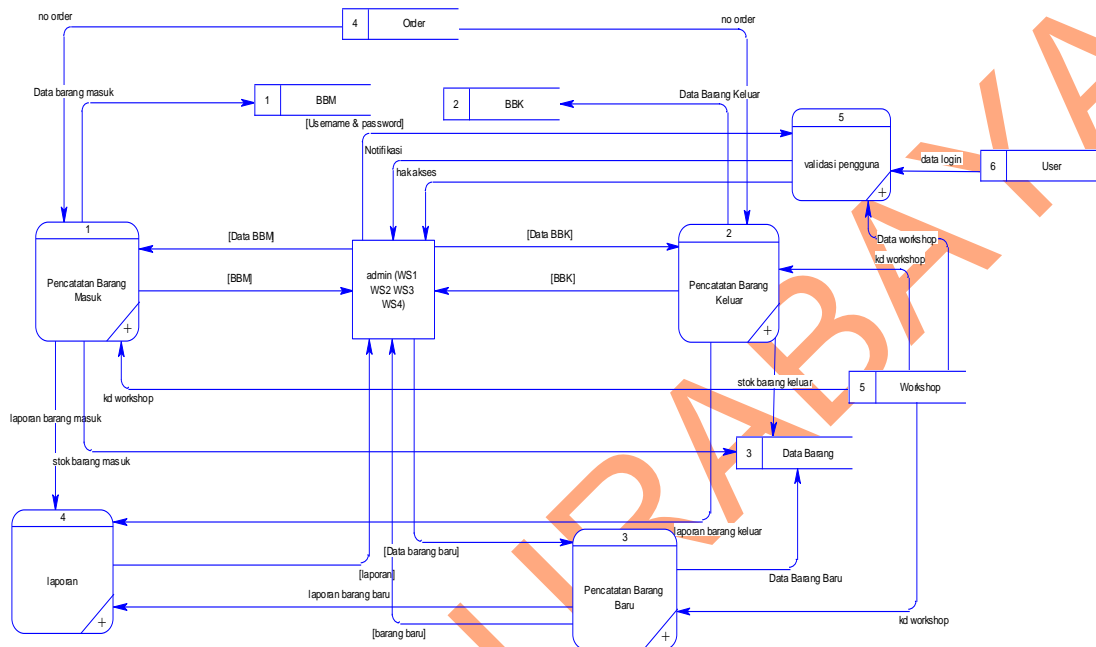 no order
4 Order
no order
Data barang masuk
1 BBM
2 BBK
Data Barang Keluar
[Username & password]
Notifikasi
hak akses
5
validasi pengguna
+
data login
6 User
1
Pencatatan Barang
Masuk
+
[Data BBM]
[BBM]
admin (WS1
WS2 WS3
WS4)
[Data BBK]
[BBK]
2
Pencatatan Barang
Keluar
+
Data workshop
kd workshop
kd workshop
stok barang keluar
5 Workshop
laporan barang masuk
stok barang masuk
3 Data Barang
4
laporan
+
laporan barang keluar
[Data barang baru]
[laporan]
laporan barang baru
[barang baru]
3
Pencatatan Barang
Baru
+
Data Barang Baru
kd workshop
URABAYA